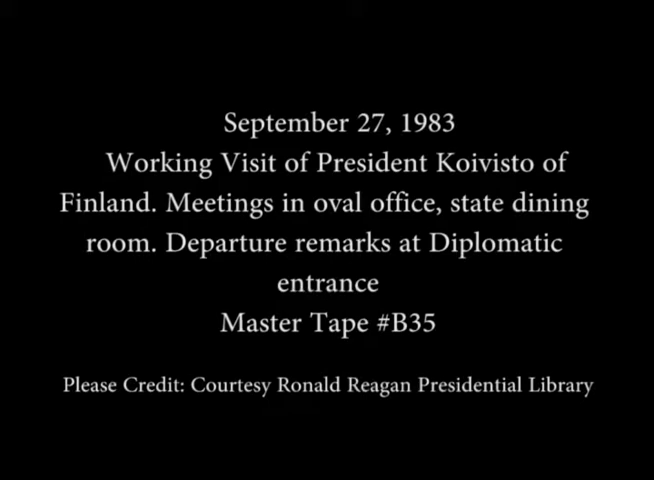 September 27, 1983
Working Visit of President Koivisto of
Finland. Meetings in oval office, state dining
room. Departure remarks at Diplomatic
entrance
Master Tape #B35
Please Credit: Courtesy Ronald Reagan Presidential Library